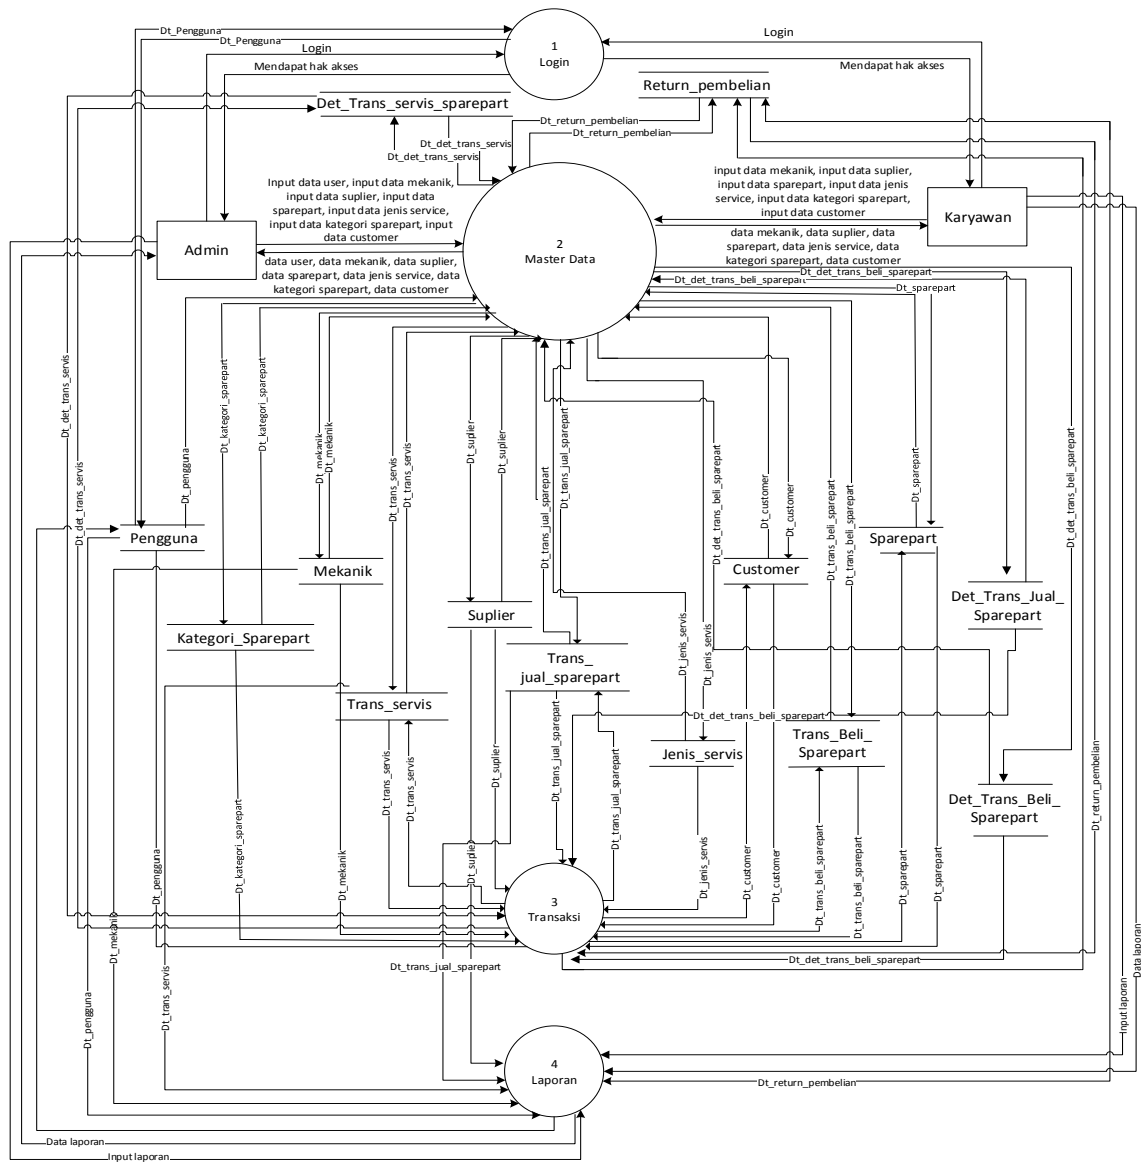 Dt_Pengguna
Dt_Pengguna
Login
Mendapat hak akses
1
Login
Login
Mendapat hak akses
Return_pembelian
Det_Trans_servis_sparepart
Dt_return_pembelian
Dt_return_pembelian
Dt_det_trans_servis
Dt_det_trans_servis
Input data user, input data mekanik,
input data suplier, input data
sparepart, input data jenis service,
input data kategori sparepart, input
data customer
input data mekanik, input data suplier,
input data sparepart, input data jenis
service, input data kategori sparepart,
input data customer
Karyawan
Admin
2
Master Data
data mekanik, data suplier, data
sparepart, data jenis service, data
kategori sparepart, data customer
data user, data mekanik, data suplier,
data sparepart, data jenis service, data
kategori sparepart, data customer
Dt_det_trans_beli_sparepart
Dt_det_trans_beli_sparepart
Dt_sparepart
Dt_det_trans_servis
Dt_det_trans_servis
Dt_pengguna
Dt_kategori_sparepart
Dt_kategori_sparepart
Dt_mekanik
Dt_mekanik
Dt_trans_servis
Dt_trans_servis
Dt_suplier
Dt_suplier
Dt_trans_jual_sparepart
Dt_trans_jual_sparepart
Dt_det_trans_beli_sparepart
Dt_customer
Dt_customer
Dt_trans_beli_sparepart
Dt_trans_beli_sparepart
Dt_sparepart
Dt_det_trans_beli_sparepart
Pengguna
Mekanik
Customer
Sparepart
Det_Trans_Jual_
Sparepart
Suplier
Kategori_Sparepart
Trans_
jual_sparepart
Dt_jenis_servis
Dt_jenis_servis
Trans_servis
Dt_det_trans_beli_sparepart
Jenis_servis
Trans_Beli_
Sparepart
Det_Trans_Beli_
Sparepart
Dt_trans_servis
Dt_trans_servis
Dt_suplier
Dt_trans_jual_sparepart
Dt_trans_jual_sparepart
Dt_return_pembelian
Dt_kategori_sparepart
Dt_pengguna
Dt_mekanik
Dt_suplier
Dt_jenis_servis
Dt_customer
Dt_customer
Dt_trans_beli_sparepart
Dt_trans_beli_sparepart
Dt_sparepart
Dt_sparepart
3
Transaksi
Dt_mekanik
Dt_trans_jual_sparepart
Dt_det_trans_beli_sparepart
Data laporan
Input laporan
Dt_pengguna
Dt_trans_servis
4
Laporan
Dt_return_pembelian
Data laporan
Input laporan